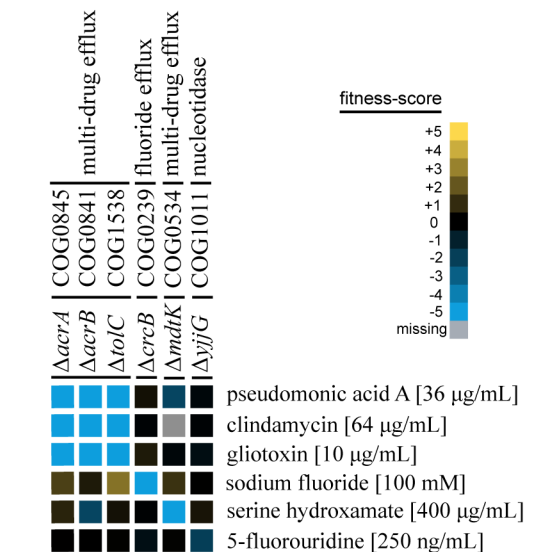 multi-drug efflux
fluoride efflux
multi-drug efflux
nucleotidase
COG0845
COG0841
COG1538
COG0239
COG0534
COG1011
ΔacrA
ΔacrB
ΔtolC
ΔcrcB
ΔmdtK
ΔyjjG
fitness-score
+5
+4
+3
+2
+1
0
-1
-2
-3
-4
-5
missing
pseudomonic acid A [36 μg/mL]
clindamycin [64 μg/mL]
gliotoxin [10 μg/mL]
sodium fluoride [100 mM]
serine hydroxamate [400 μg/mL]
5-fluorouridine [250 ng/mL]